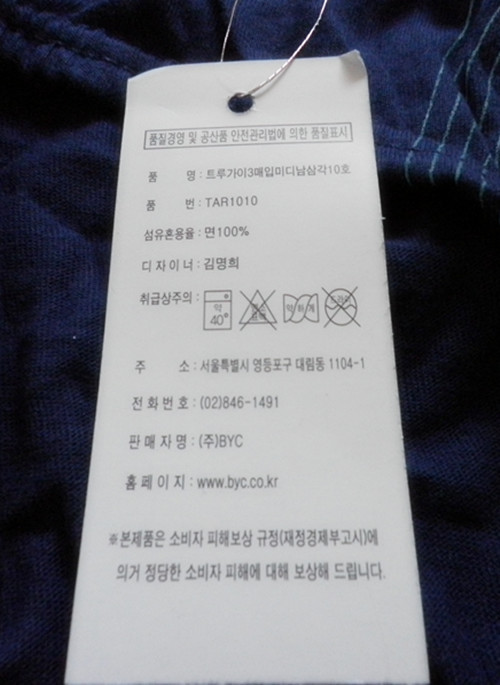 품질경영 및 공산품 안전관리법에 의한 품질표시
품 명 : 트루가이3매입미디남삼각10호
품 번 : TAR1010
섬유혼용율 : 면100%
디자이너 : 김명희
취급상주의 : 약 40° 약하게
주 소 : 서울특별시 영등포구 대림동 1104-1
전화번호 : (02)846-1491
판매자명 : (주)BYC
홈페이지 : www.byc.co.kr
※본제품은 소비자 피해보상 규정(재정경제부고시)에
의거 정당한 소비자 피해에 대해 보상해 드립니다.